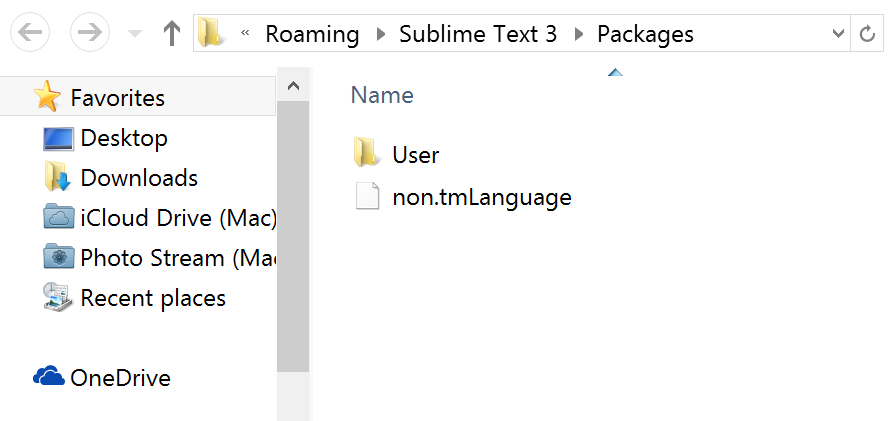 « Roaming Sublime Text 3 Packages
Favorites
Desktop
Downloads
iCloud Drive (Mac)
Photo Stream (Mac
Recent places
OneDrive
Name
User
non.tmLanguage